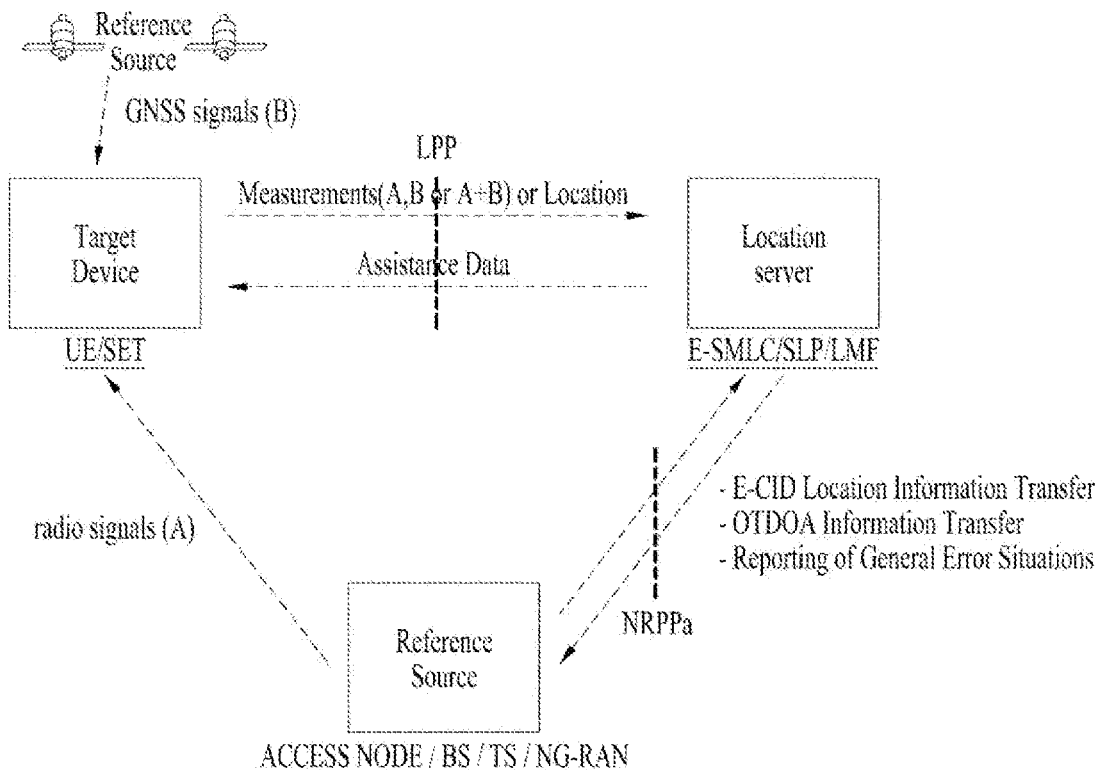 Reference
Source
GNSS signals (B)
LPP
Measurements(A,B or A+B) or Location
Target
Device
Location
server
Assistance Data
UE/SET
E-SMLC/SLP/LMF
radio signals (A)
- E-CID Location Information Transfer
- OTDOA Information Transfer
- Reporting of General Error Situations
NRPPa
Reference
Source
ACCESS NODE / BS / TS / NG-RAN